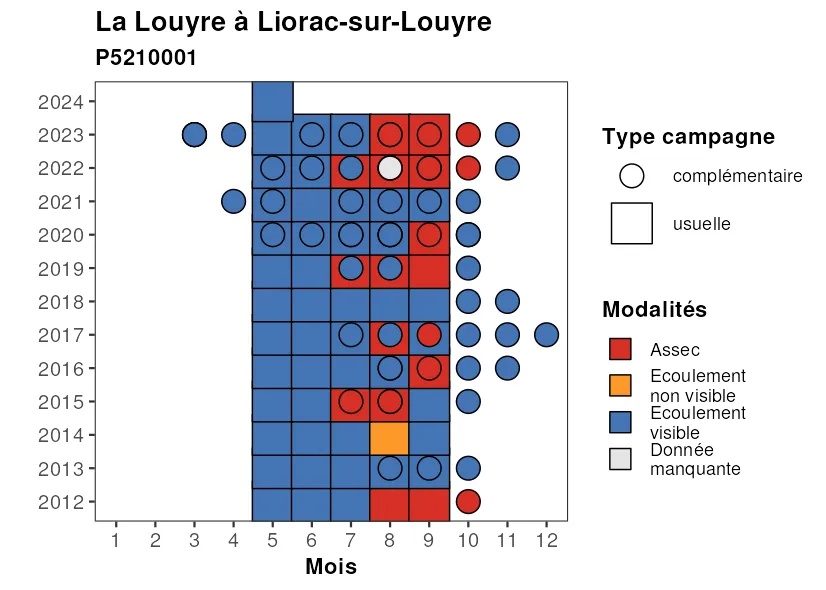 La Louyre à Liorac-sur-Louyre
P5210001
2024
2023
2022
2021
2020
2019
2018
2017
2016
2015
2014
2013
2012
1 2 3 4 5 6 7 8 9 10 11 12
Mois
Type campagne
complémentaire
usuelle
Modalités
Assec
Ecoulement
non visible
Ecoulement
visible
Donnée
manquante